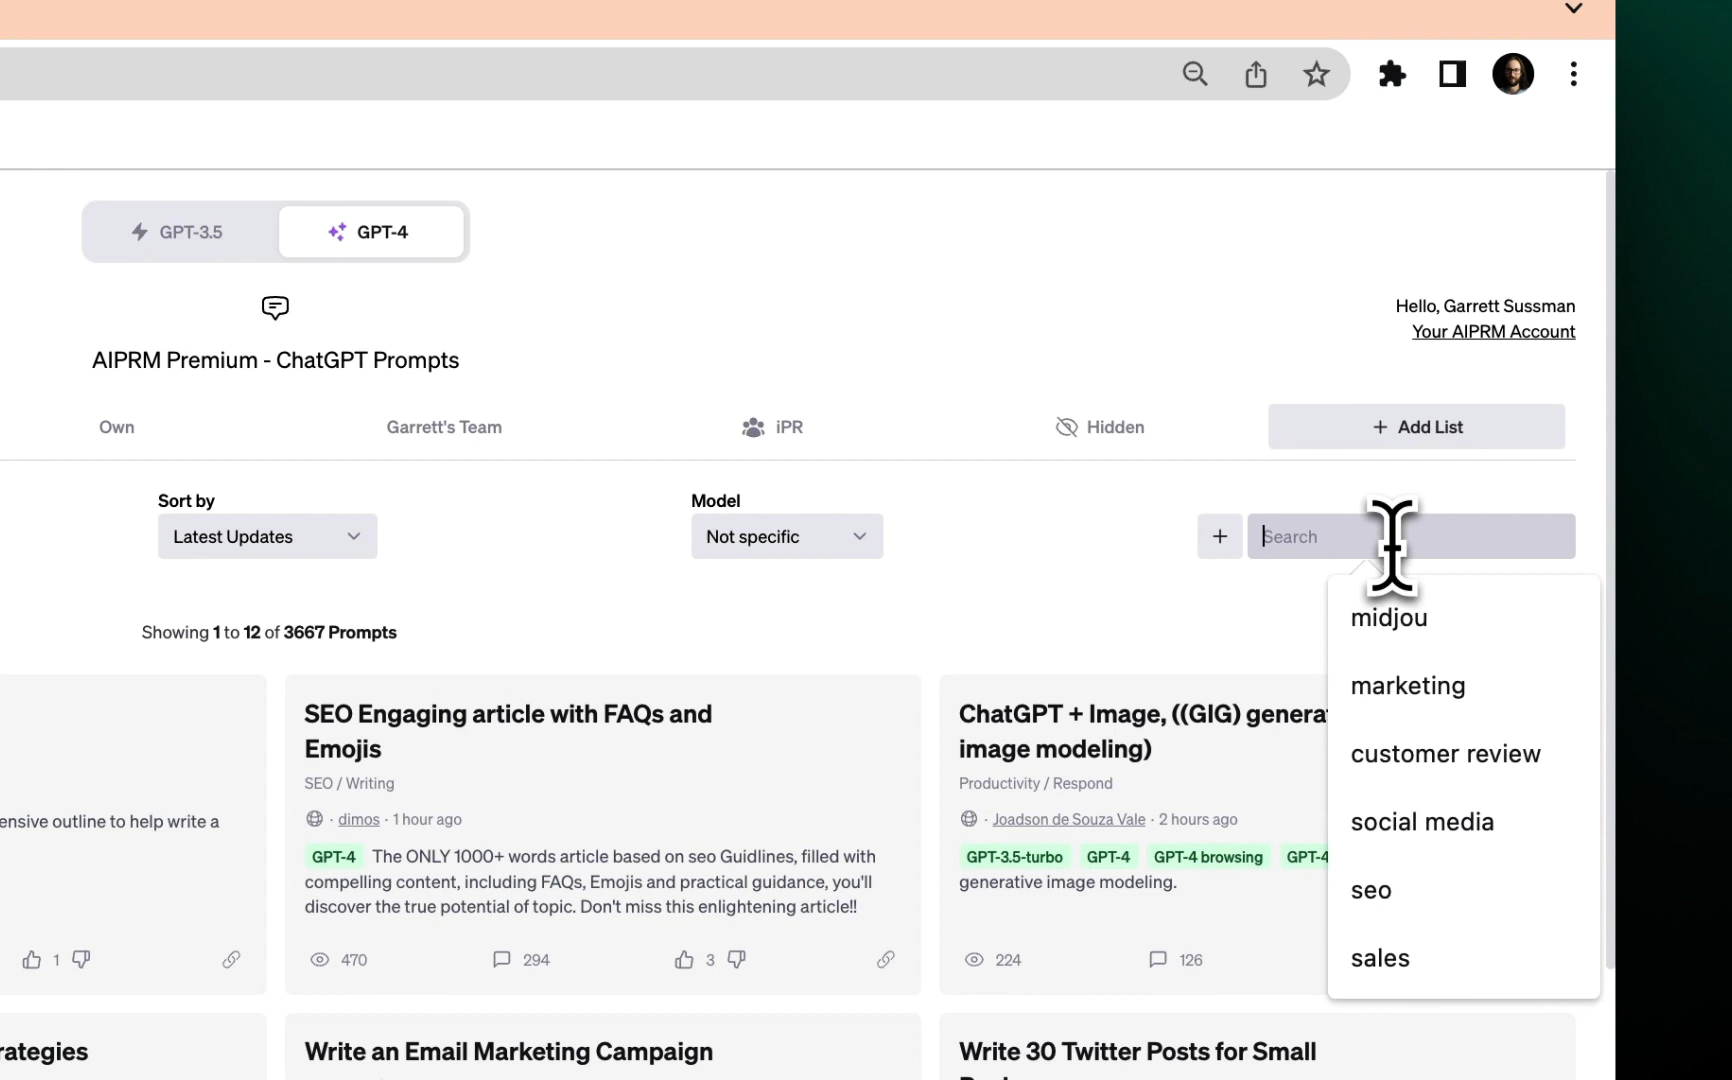 GPT-3.5
GPT-4
Hello, Garrett Sussman
Your AIPRM Account
AIPRM Premium - ChatGPT Prompts
Own
Garrett's Team
iPR
Hidden
+ Add List
Sort by
Latest Updates
Model
Not specific
+
Search
midjou
marketing
customer review
social media
seo
sales
Showing 1 to 12 of 3667 Prompts
ensive outline to help write a
1
SEO Engaging article with FAQs and
Emojis
SEO / Writing
· dimos · 1 hour ago
GPT-4 The ONLY 1000+ words article based on seo Guidlines, filled with
compelling content, including FAQs, Emojis and practical guidance, you'll
discover the true potential of topic. Don't miss this enlightening article!!
470
294
3
ChatGPT + Image, ((GIG) genera
image modeling)
Productivity / Respond
· Joadson de Souza Vale · 2 hours ago
GPT-3.5-turbo GPT-4 GPT-4 browsing GPT-4
generative image modeling.
224
126
rategies
Write an Email Marketing Campaign
Write 30 Twitter Posts for Small